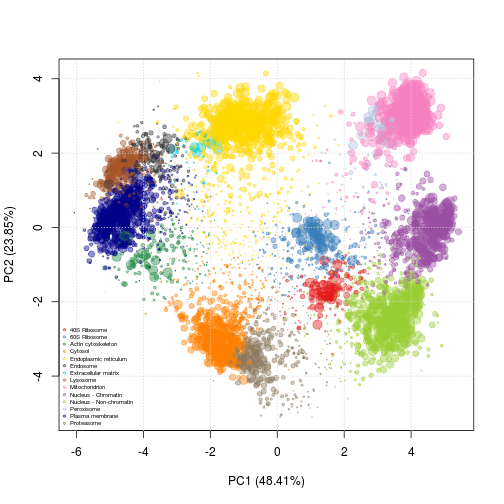 4
2
0
-2
-4
-6
-4
-2
0
2
4
PC2 (23.85%)
PC1 (48.41%)
40S Ribosome
60S Ribosome
Actin cytoskeleton
Cytosol
Endoplasmic reticulum
Endosome
Extracellular matrix
Lysosome
Mitochondrion
Nucleus - Chromatin
Nucleus - Non-chromatin
Peroxisome
Plasma membrane
Proteasome